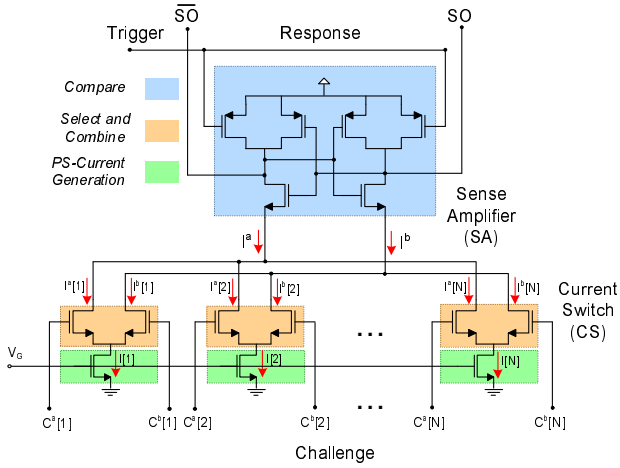 SO
SO
Trigger
Response
Compare
Select and
Combine
PS-Current
Generation
Sense
Amplifier
(SA)
Iᵃ
Iᵇ
Iᵃ[1]
Iᵇ[1]
Iᵃ[2]
Iᵇ[2]
Iᵃ[N]
Iᵇ[N]
Current
Switch
(CS)
...
V_G
I[1]
I[2]
I[N]
...
Cᵃ[1]
Cᵇ[1]
Cᵃ[2]
Cᵇ[2]
Cᵃ[N]
Cᵇ[N]
Challenge